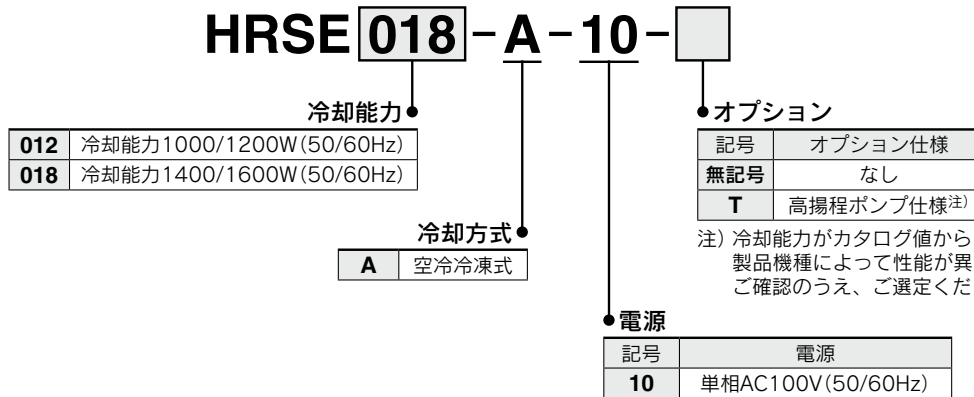 HRSE 018 - A - 10 -
冷却能力
012 冷却能力1000/1200W(50/60Hz)
018 冷却能力1400/1600W(50/60Hz)
冷却方式
A 空冷冷凍式
オプション
記号 オプション仕様
無記号 なし
T 高揚程ポンプ仕様注)
注) 冷却能力がカタログ値から
製品機種によって性能が異
ご確認のうえ、ご選定くだ
電源
記号 電源
10 単相AC100V(50/60Hz)